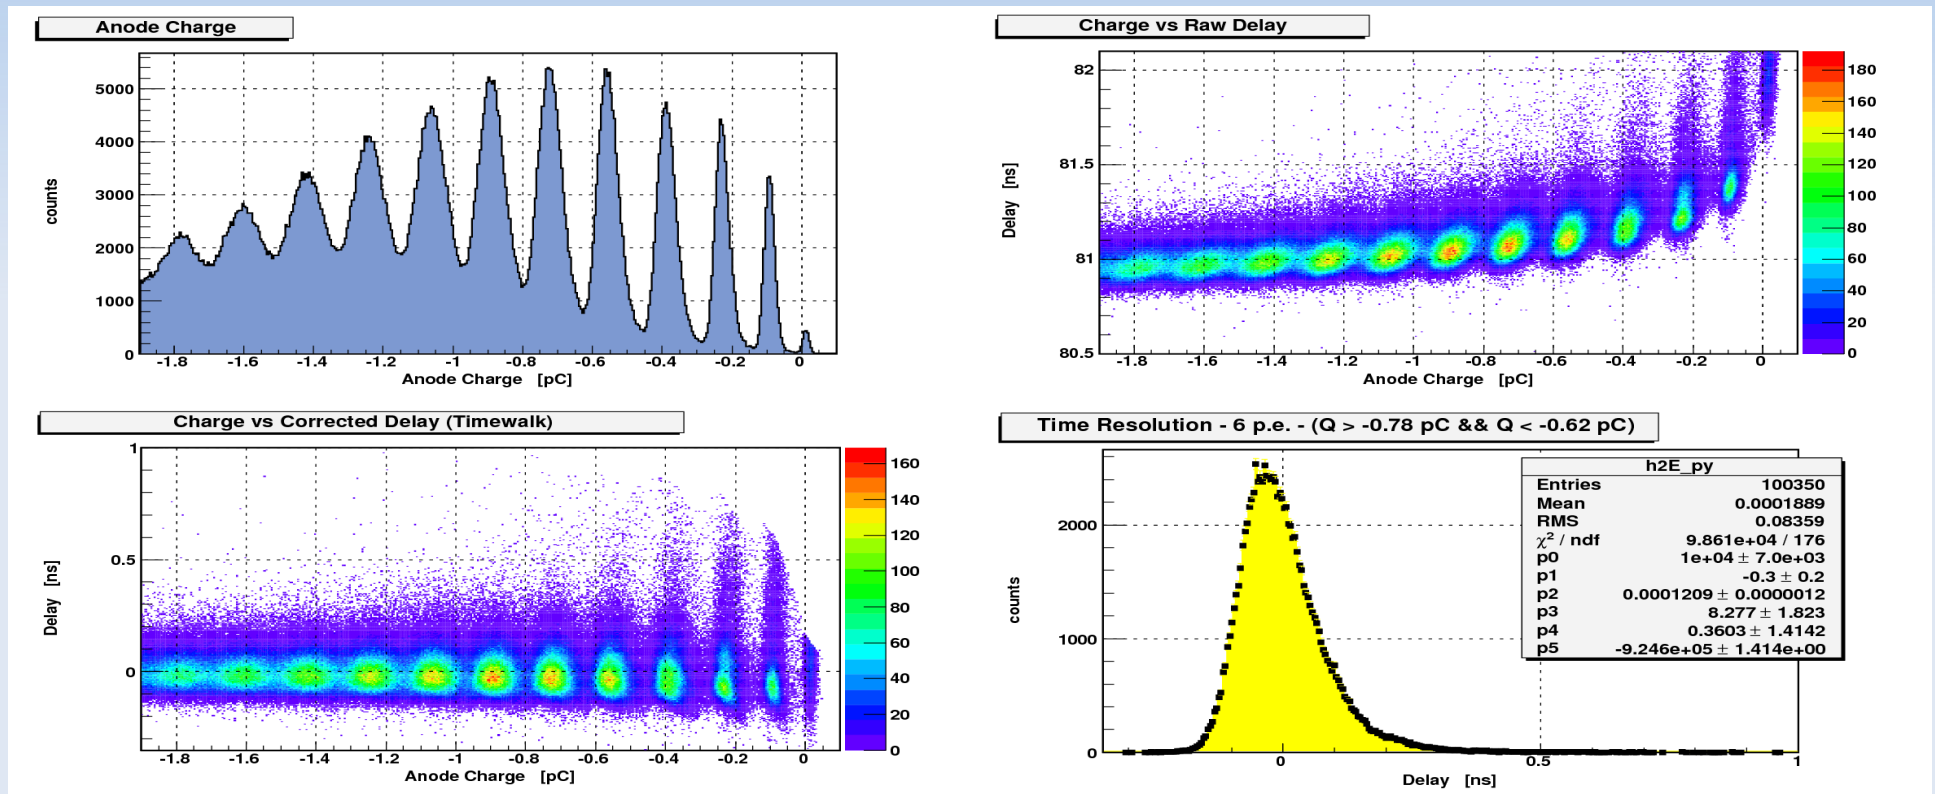 Anode Charge
5000
4000
3000
2000
1000
0
counts
-1.8 -1.6 -1.4 -1.2 -1 -0.8 -0.6 -0.4 -0.2 0
Anode Charge [pC]
Charge vs Raw Delay
82
81.5
81
80.5
Delay [ns]
-1.8 -1.6 -1.4 -1.2 -1 -0.8 -0.6 -0.4 -0.2 0
Anode Charge [pC]
180
160
140
120
100
80
60
40
20
0
Charge vs Corrected Delay (Timewalk)
1
0.5
0
Delay [ns]
-1.8 -1.6 -1.4 -1.2 -1 -0.8 -0.6 -0.4 -0.2 0
Anode Charge [pC]
160
140
120
100
80
60
40
20
0
Time Resolution - 6 p.e. - (Q > -0.78 pC && Q < -0.62 pC)
2000
1000
0
counts
0 0.5 1
Delay [ns]
h2E_py
Entries 100350
Mean 0.0001889
RMS 0.08359
χ² / ndf 9.861e+04 / 176
p0 1e+04 ± 7.0e+03
p1 -0.3 ± 0.2
p2 0.0001209 ± 0.0000012
p3 8.277 ± 1.823
p4 0.3603 ± 1.4142
p5 -9.246e+05 ± 1.414e+00